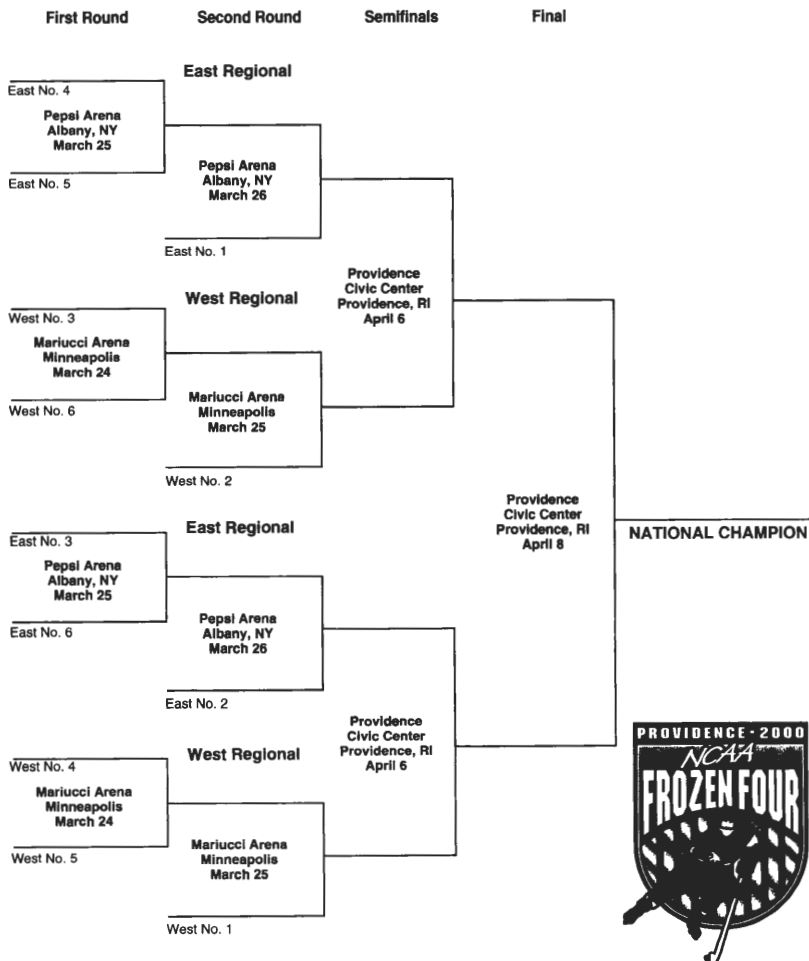 First Round Second Round Semifinals Final
East Regional
East No. 4
Pepsi Arena
Albany, NY
March 25
East No. 5
Pepsi Arena
Albany, NY
March 26
East No. 1
West Regional
West No. 3
Mariucci Arena
Minneapolis
March 24
West No. 6
Mariucci Arena
Minneapolis
March 25
West No. 2
Providence
Civic Center
Providence, RI
April 6
East Regional
East No. 3
Pepsi Arena
Albany, NY
March 25
East No. 6
Pepsi Arena
Albany, NY
March 26
East No. 2
West Regional
West No. 4
Mariucci Arena
Minneapolis
March 24
West No. 5
Mariucci Arena
Minneapolis
March 25
West No. 1
Providence
Civic Center
Providence, RI
April 6
Providence
Civic Center
Providence, RI
April 8
NATIONAL CHAMPION
PROVIDENCE - 2000
NCAA
FROZEN FOUR